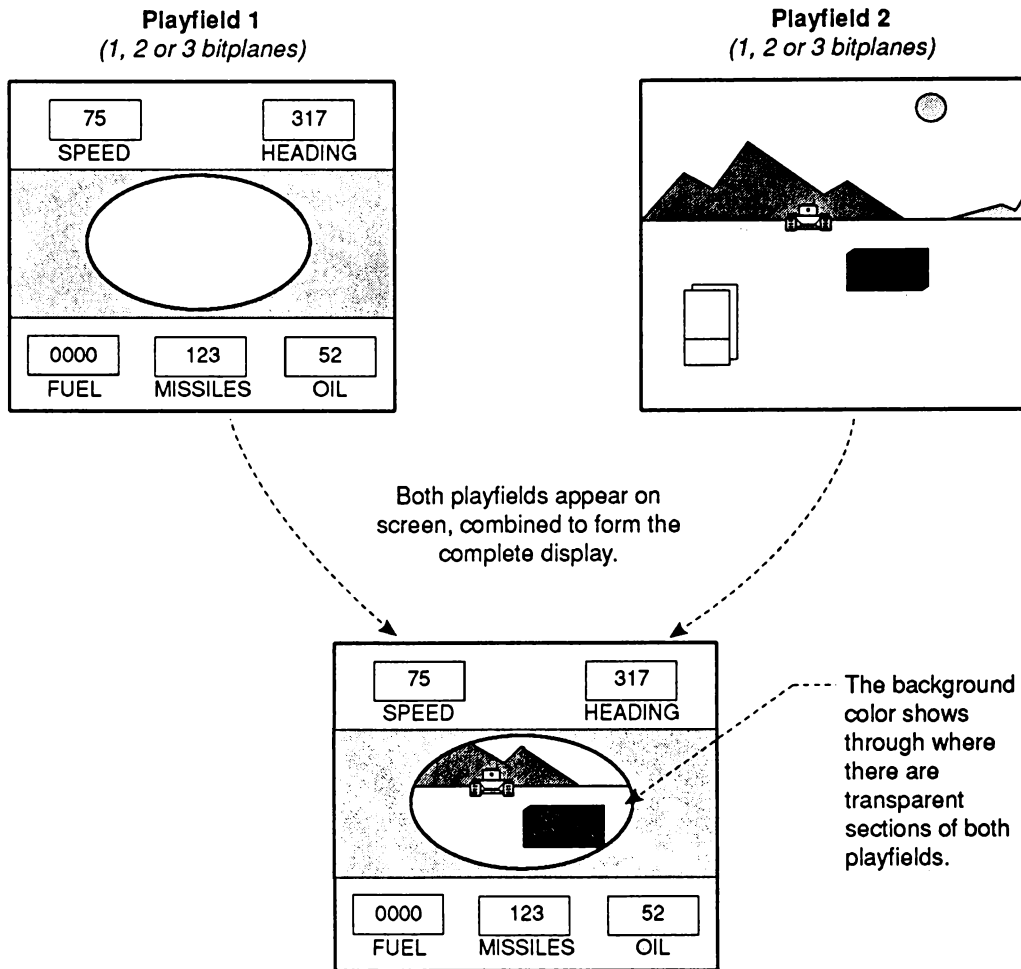 Playfield 1
(1, 2 or 3 bitplanes)
75
SPEED
317
HEADING
0000
FUEL
123
MISSILES
52
OIL
Playfield 2
(1, 2 or 3 bitplanes)
Both playfields appear on
screen, combined to form the
complete display.
75
SPEED
317
HEADING
0000
FUEL
123
MISSILES
52
OIL
The background
color shows
through where
there are
transparent
sections of both
playfields.